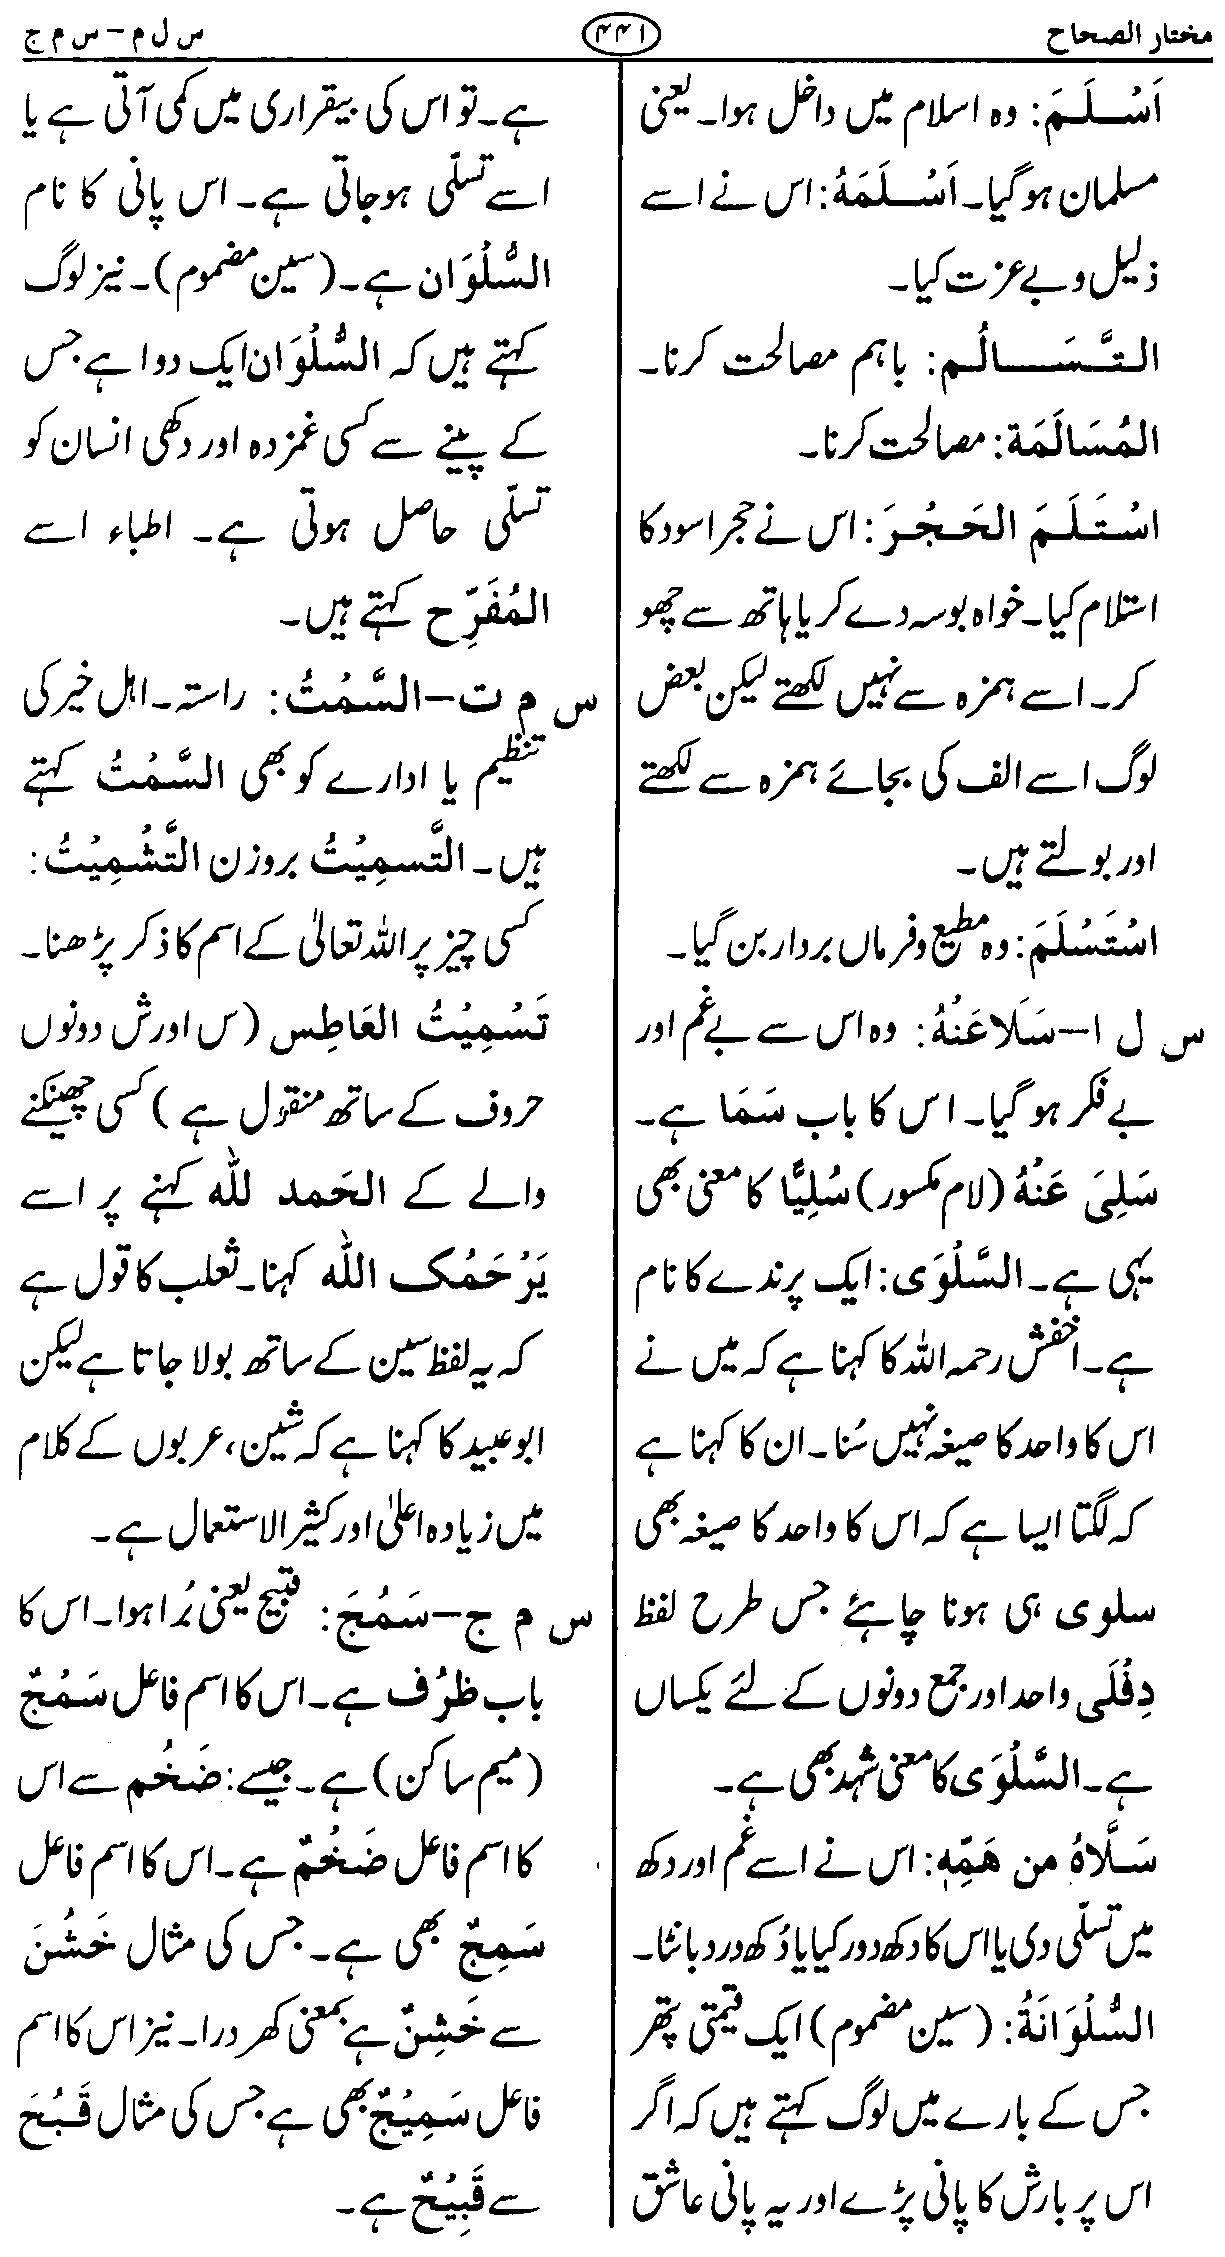 مختار الصحاح ۴۴۱ س ل م – س م ج
اَسْلَمَ: وہ اسلام میں داخل ہوا۔ یعنی
مسلمان ہوگیا۔ اَسْلَمَهُ: اس نے اسے
ذلیل و بے عزت کیا۔
التَّسَالُم: باہم مصالحت کرنا۔
المُسَالَمَة: مصالحت کرنا۔
اسْتَلَمَ الحَجْرَ: اس نے حجر اسود کا
استلام کیا۔ خواہ بوسہ دے کر یا ہاتھ سے چھو
کر۔ اسے ہمزہ سے نہیں لکھتے لیکن بعض
لوگ اسے الف کی بجائے ہمزہ سے لکھتے
اور بولتے ہیں۔
اسْتَسْلَمَ: وہ مطیع و فرماں بردار بن گیا۔
س ل ا–سَلَا عَنْهُ: وہ اس سے بے غم اور
بے فکر ہو گیا۔ اس کا باب سَمَا ہے۔
سَلِیَ عَنْهُ (لام مکسور) سُلِیًّا کا معنی بھی
یہی ہے۔ السَّلْوَی: ایک پرندے کا نام
ہے۔ اخفش رحمہ اللہ کا کہنا ہے کہ میں نے
اس کا واحد کا صیغہ نہیں سُنا۔ ان کا کہنا ہے
کہ لگتا ایسا ہے کہ اس کا واحد کا صیغہ بھی
سلوی ہی ہونا چاہئے جس طرح لفظ
دِفْلَی واحد اور جمع دونوں کے لئے یکساں
ہے۔ السَّلْوَی کا معنی شہد بھی ہے۔
سَلَّاهُ من هَمِّهٖ: اس نے اسے غم اور دکھ
میں تسلّی دی یا اس کا دکھ دور کیا یا دُکھ درد بانٹا۔
السُّلْوَانَةُ: (سین مضموم) ایک قیمتی پتھر
جس کے بارے میں لوگ کہتے ہیں کہ اگر
اس پر بارش کا پانی پڑے اور یہ پانی عاشق
ہے۔ تو اس کی بیقراری میں کمی آتی ہے یا
اسے تسلّی ہوجاتی ہے۔ اس پانی کا نام
السُّلْوَان ہے۔ (سین مضموم)۔ نیز لوگ
کہتے ہیں کہ السُّلْوَان ایک دوا ہے جس
کے پینے سے کسی غمزدہ اور دکھی انسان کو
تسلّی حاصل ہوتی ہے۔ اطباء اسے
المُفَرِّح کہتے ہیں۔
س م ت–السَّمْتُ: راستہ۔ اہل خیر کی
تنظیم یا ادارے کو بھی السَّمْتُ کہتے
ہیں۔ التَّسمِیْتُ بروزن التَّشْمِیْتُ:
کسی چیز پر اللہ تعالیٰ کے اسم کا ذکر پڑھنا۔
تَسْمِیْتُ العَاطِس (س اور ش دونوں
حروف کے ساتھ منقول ہے) کسی چھینکنے
والے کے الحَمد للّٰہ کہنے پر اسے
یَرْحَمُک اللّٰہ کہنا۔ ثعلب کا قول ہے
کہ یہ لفظ سین کے ساتھ بولا جاتا ہے لیکن
ابو عبید کا کہنا ہے کہ شین، عربوں کے کلام
میں زیادہ اعلیٰ اور کثیر الاستعمال ہے۔
س م ج–سَمُجَ: قبیح یعنی بُرا ہوا۔ اس کا
باب ظَرُف ہے۔ اس کا اسم فاعل سَمْجٌ
(میم ساکن) ہے۔ جیسے: ضَخُم سے اس
کا اسم فاعل ضَخْمٌ ہے۔ اس کا اسم فاعل
سَمِجٌ بھی ہے۔ جس کی مثال خَشُنَ
سے خَشِنٌ ہے بمعنی کھردرا۔ نیز اس کا اسم
فاعل سَمِیْجٌ بھی ہے جس کی مثال قَبُحَ
سے قَبِیْحٌ ہے۔